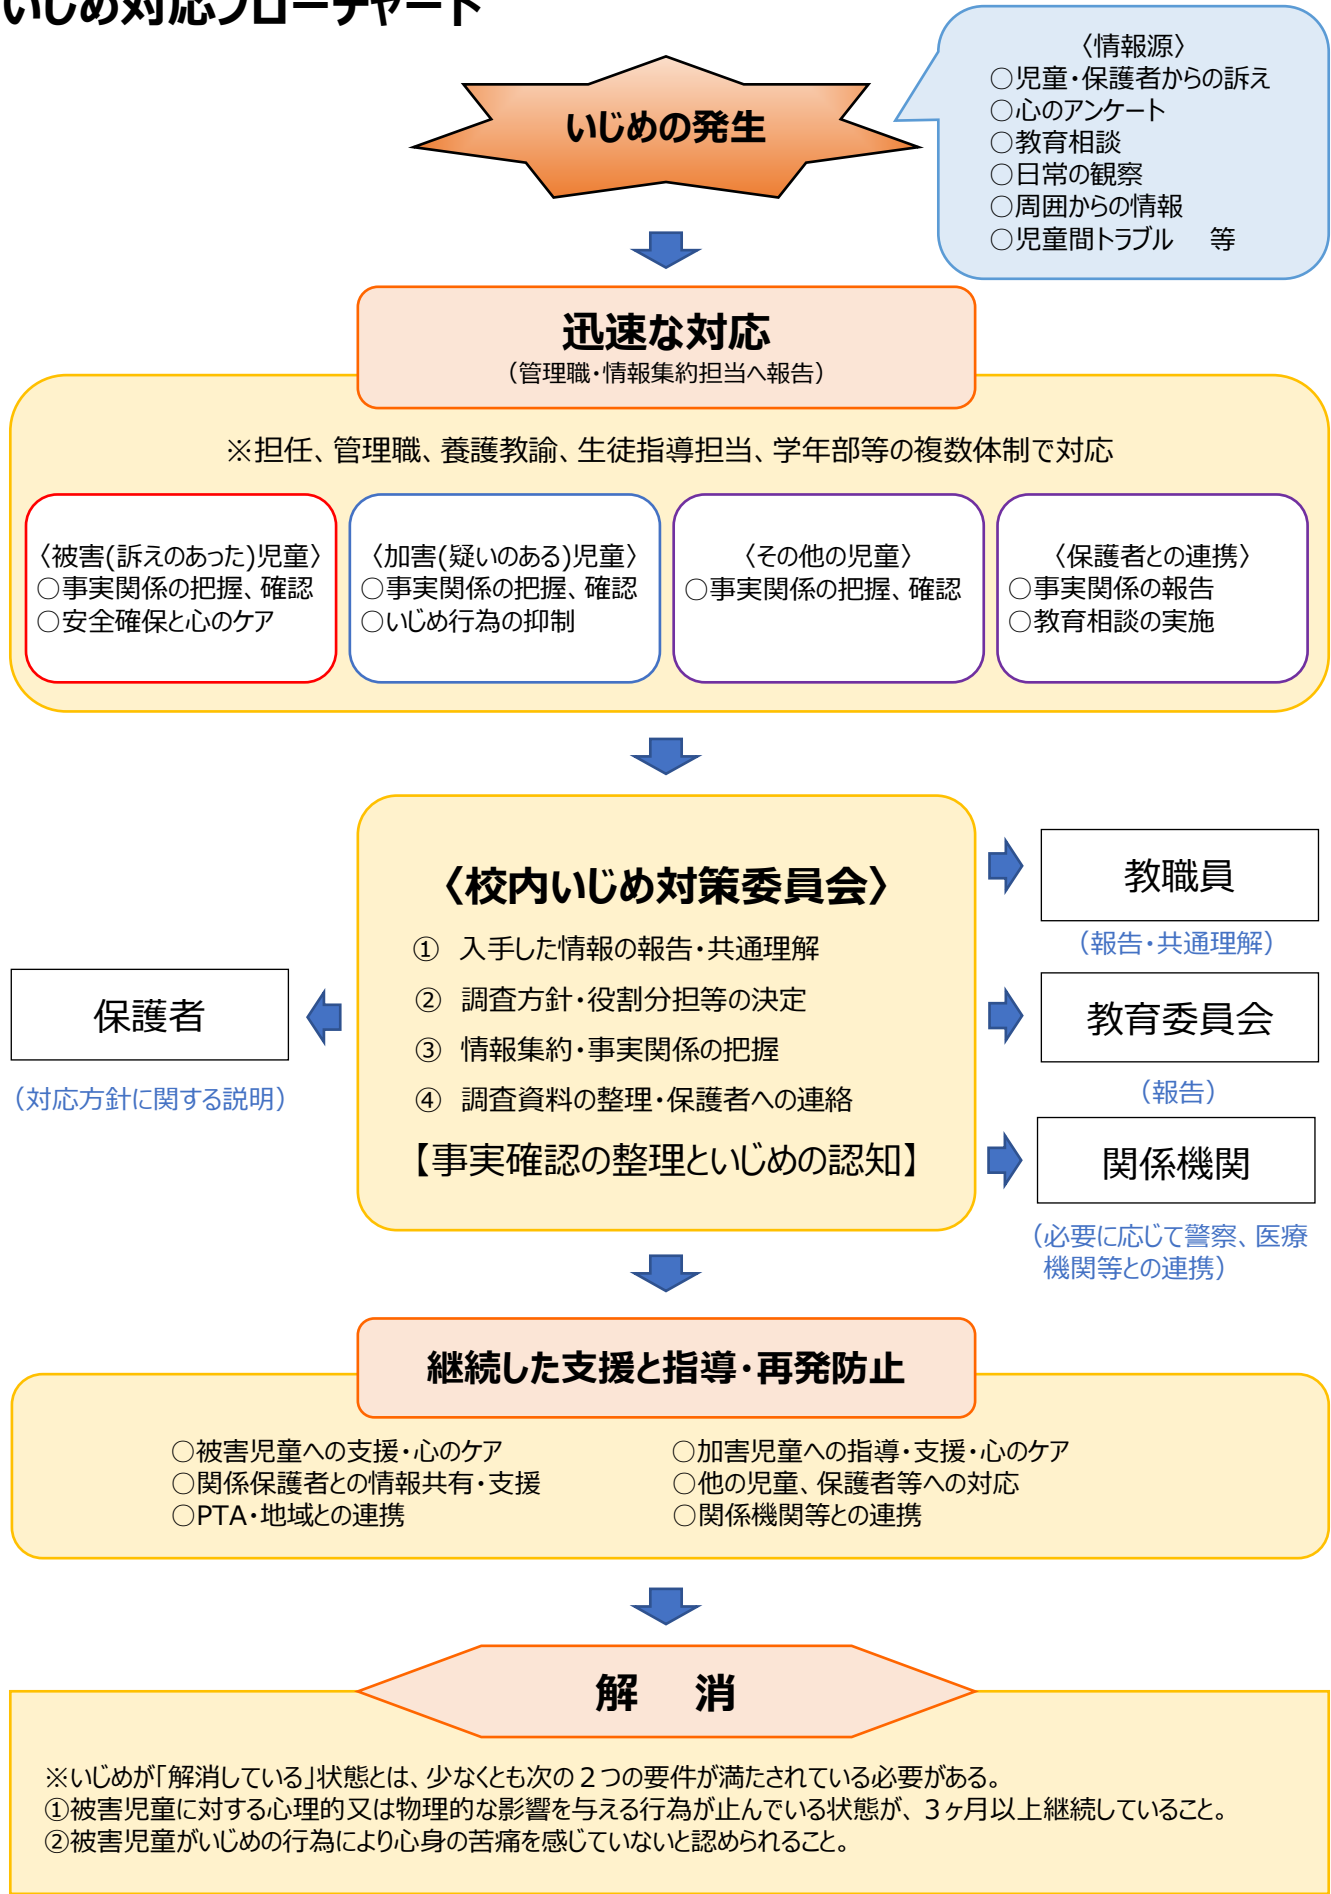 いじめ対応フローチャート
〈情報源〉
○児童・保護者からの訴え
○心のアンケート
○教育相談
○日常の観察
○周囲からの情報
○児童間トラブル　等
いじめの発生
迅速な対応
（管理職・情報集約担当へ報告）
※担任、管理職、養護教諭、生徒指導担当、学年部等の複数体制で対応
〈被害(訴えのあった)児童〉
○事実関係の把握、確認
○安全確保と心のケア
〈加害(疑いのある)児童〉
○事実関係の把握、確認
○いじめ行為の抑制
〈その他の児童〉
○事実関係の把握、確認
〈保護者との連携〉
○事実関係の報告
○教育相談の実施
〈校内いじめ対策委員会〉
①　入手した情報の報告・共通理解
②　調査方針・役割分担等の決定
③　情報集約・事実関係の把握
④　調査資料の整理・保護者への連絡
【事実確認の整理といじめの認知】
保護者
（対応方針に関する説明）
教職員
（報告・共通理解）
教育委員会
（報告）
関係機関
（必要に応じて警察、医療
機関等との連携）
継続した支援と指導・再発防止
○被害児童への支援・心のケア
○関係保護者との情報共有・支援
○PTA・地域との連携
○加害児童への指導・支援・心のケア
○他の児童、保護者等への対応
○関係機関等との連携
解　消
※いじめが「解消している」状態とは、少なくとも次の２つの要件が満たされている必要がある。
①被害児童に対する心理的又は物理的な影響を与える行為が止んでいる状態が、３ヶ月以上継続していること。
②被害児童がいじめの行為により心身の苦痛を感じていないと認められること。